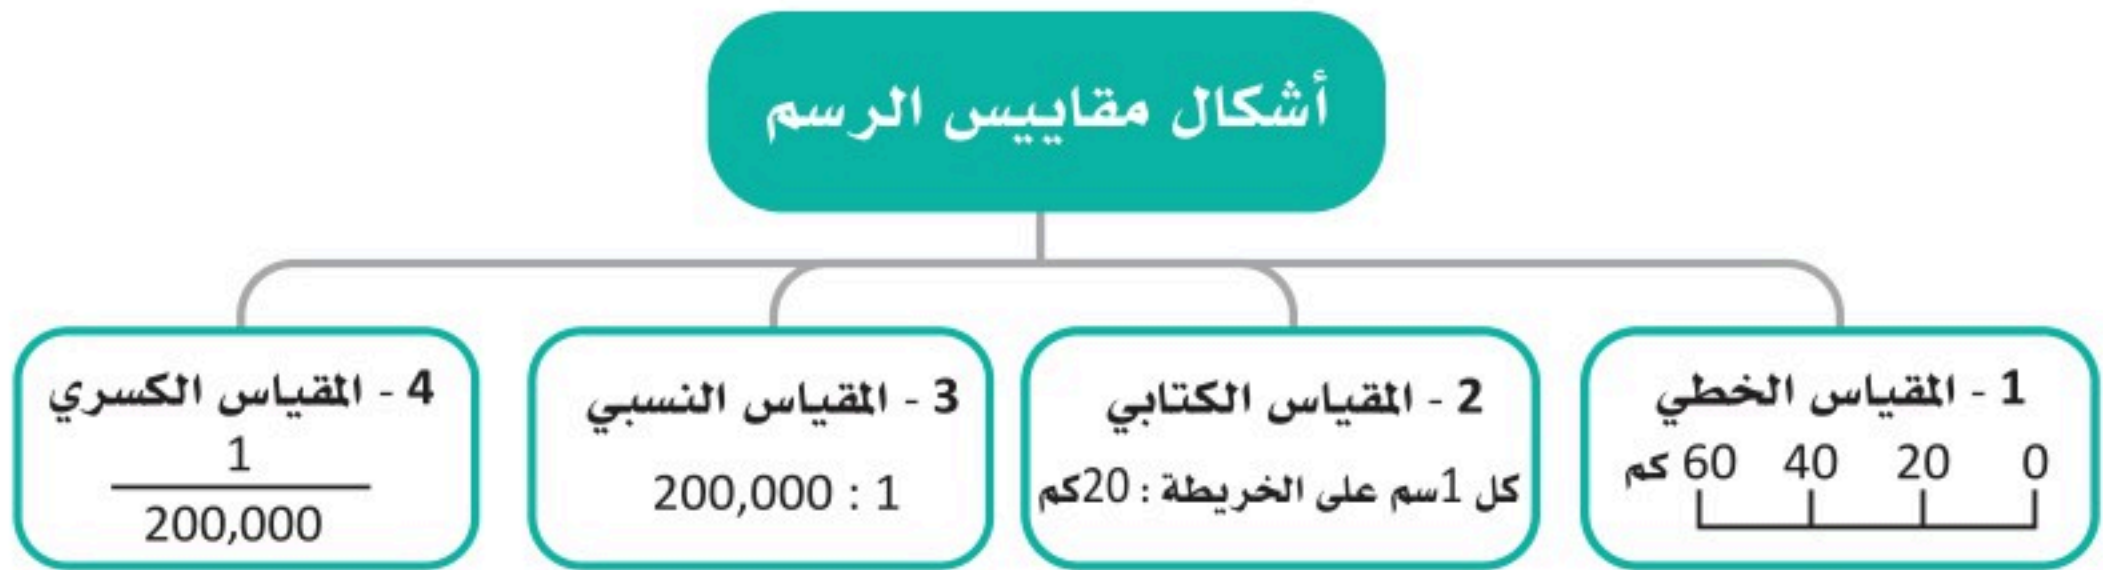 أشكال مقاييس الرسم
1 - المقياس الخطي
0 20 40 60 كم
2 - المقياس الكتابي
كل 1سم على الخريطة : 20كم
3 - المقياس النسبي
1 : 200,000
4 - المقياس الكسري
1
200,000